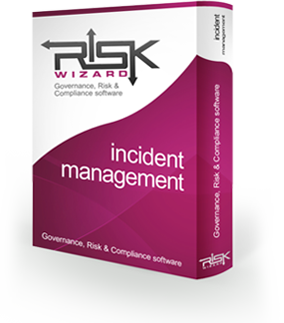 RISK
WIZARD
Governance, Risk &
Compliance software
incident
management
Governance, Risk & Compliance software
incident
management
Governance, Risk & Compliance software
RISK
WIZARD